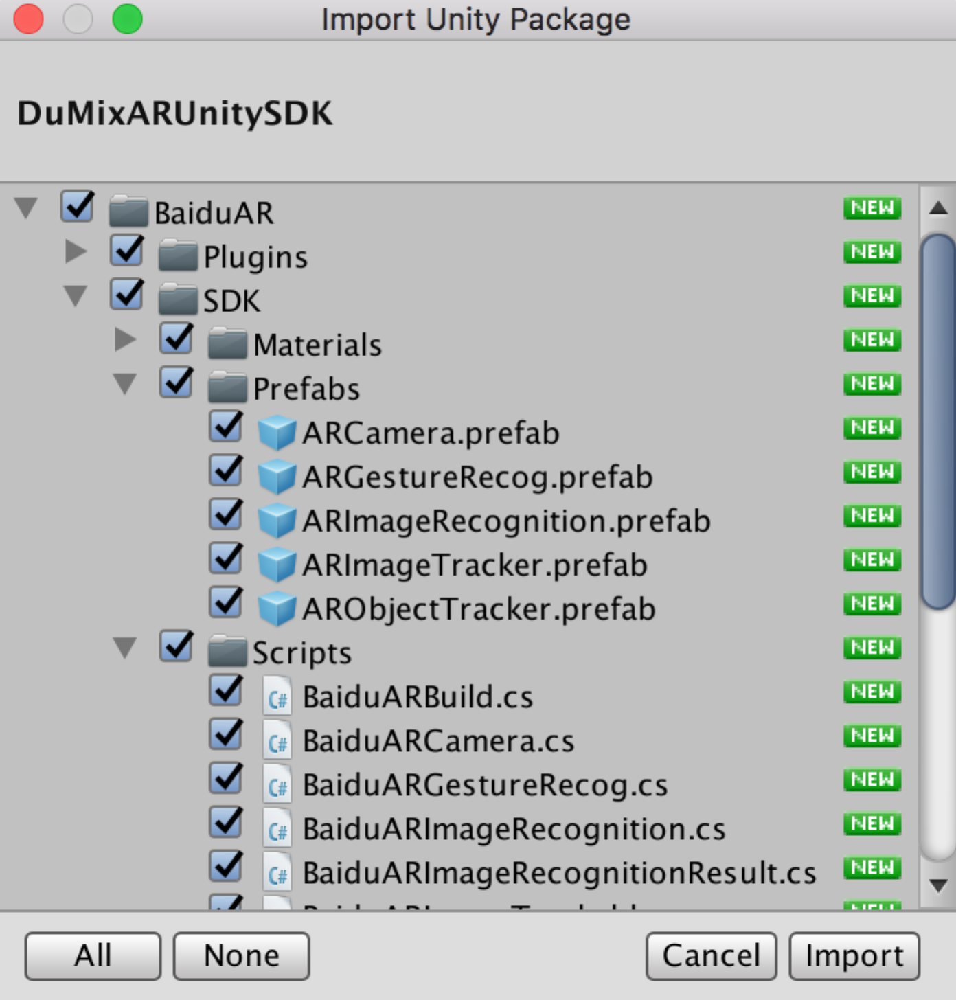 Import Unity Package
DuMixARUnitySDK
BaiduAR NEW
Plugins NEW
SDK NEW
Materials NEW
Prefabs NEW
ARCamera.prefab NEW
ARGestureRecog.prefab NEW
ARImageRecognition.prefab NEW
ARImageTracker.prefab NEW
ARObjectTracker.prefab NEW
Scripts NEW
C# BaiduARBuild.cs NEW
C# BaiduARCamera.cs NEW
C# BaiduARGestureRecog.cs NEW
C# BaiduARImageRecognition.cs NEW
C# BaiduARImageRecognitionResult.cs NEW
All None Cancel Import